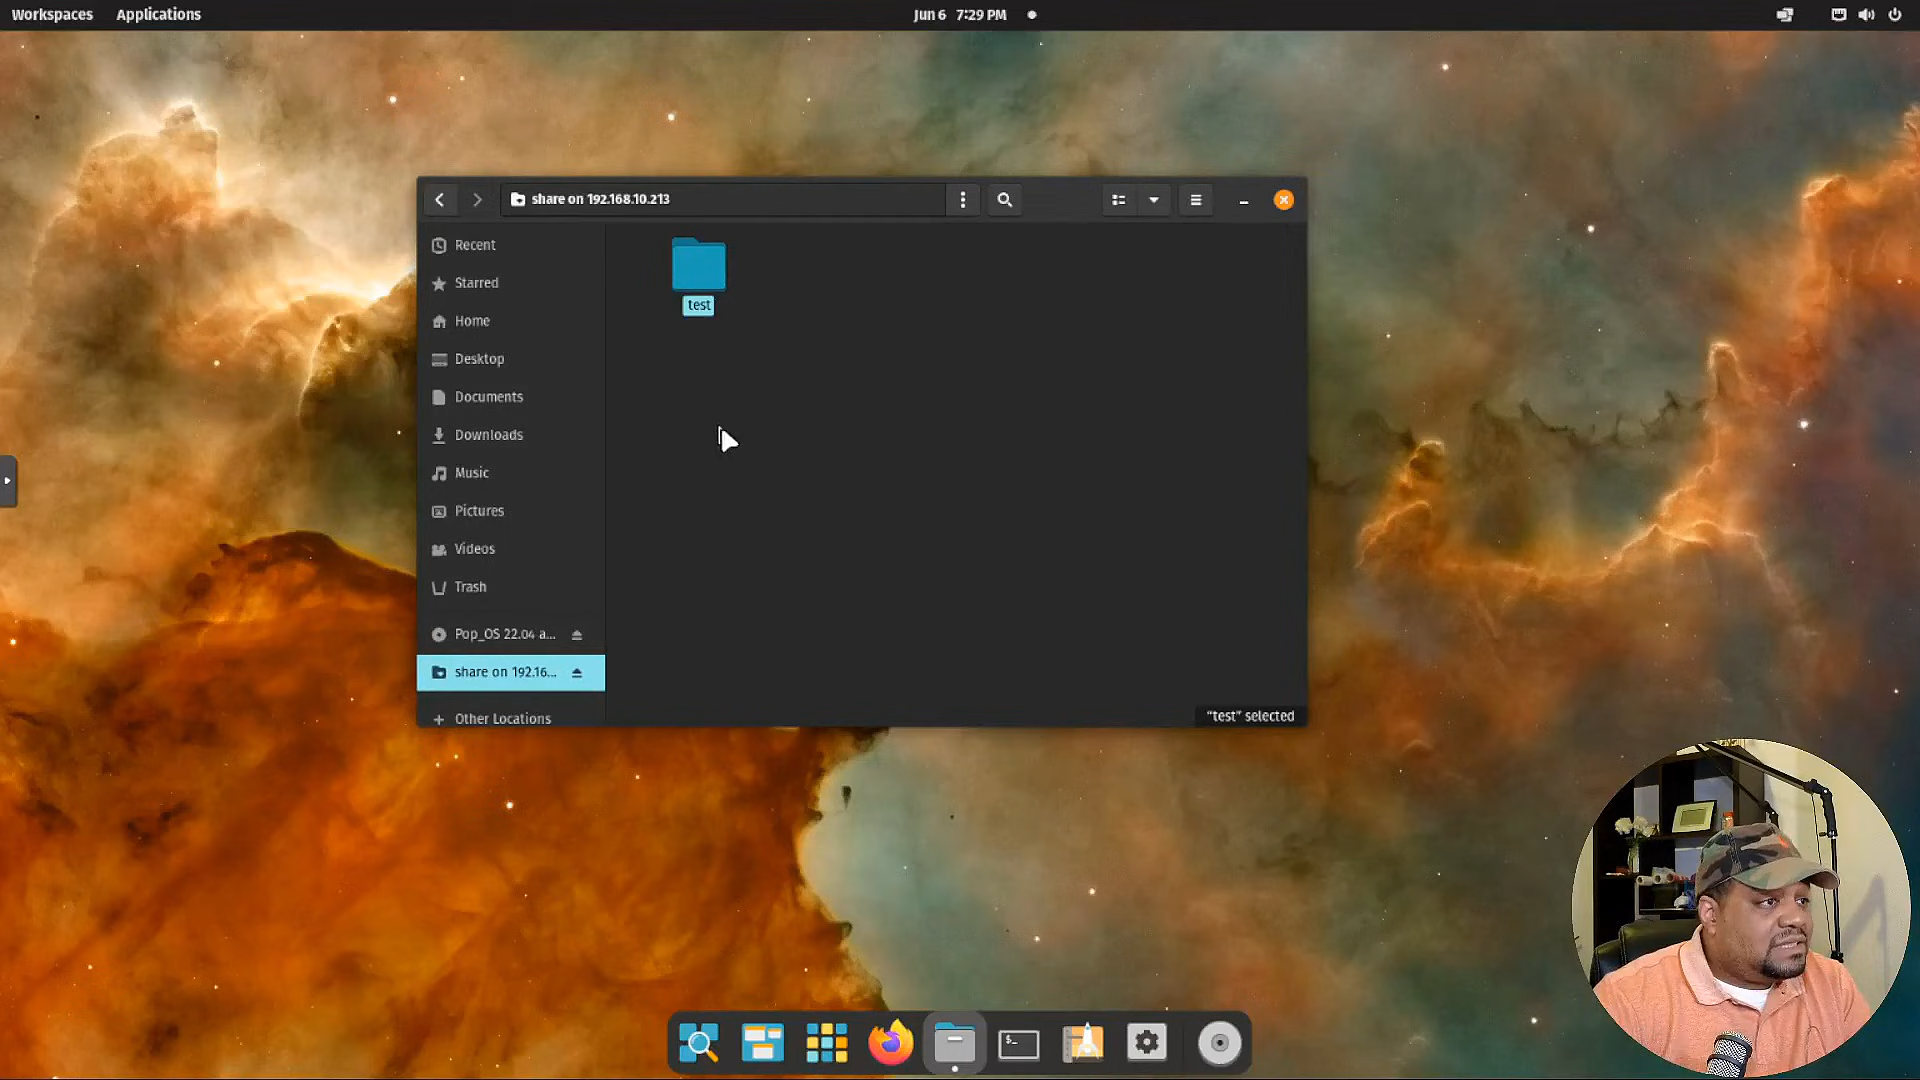 Workspaces Applications Jun 6 7:29 PM
share on 192.168.10.213
Recent
Starred
Home
Desktop
Documents
Downloads
Music
Pictures
Videos
Trash
Pop_OS 22.04 a...
share on 192.16...
Other Locations
test
"test" selected
$_